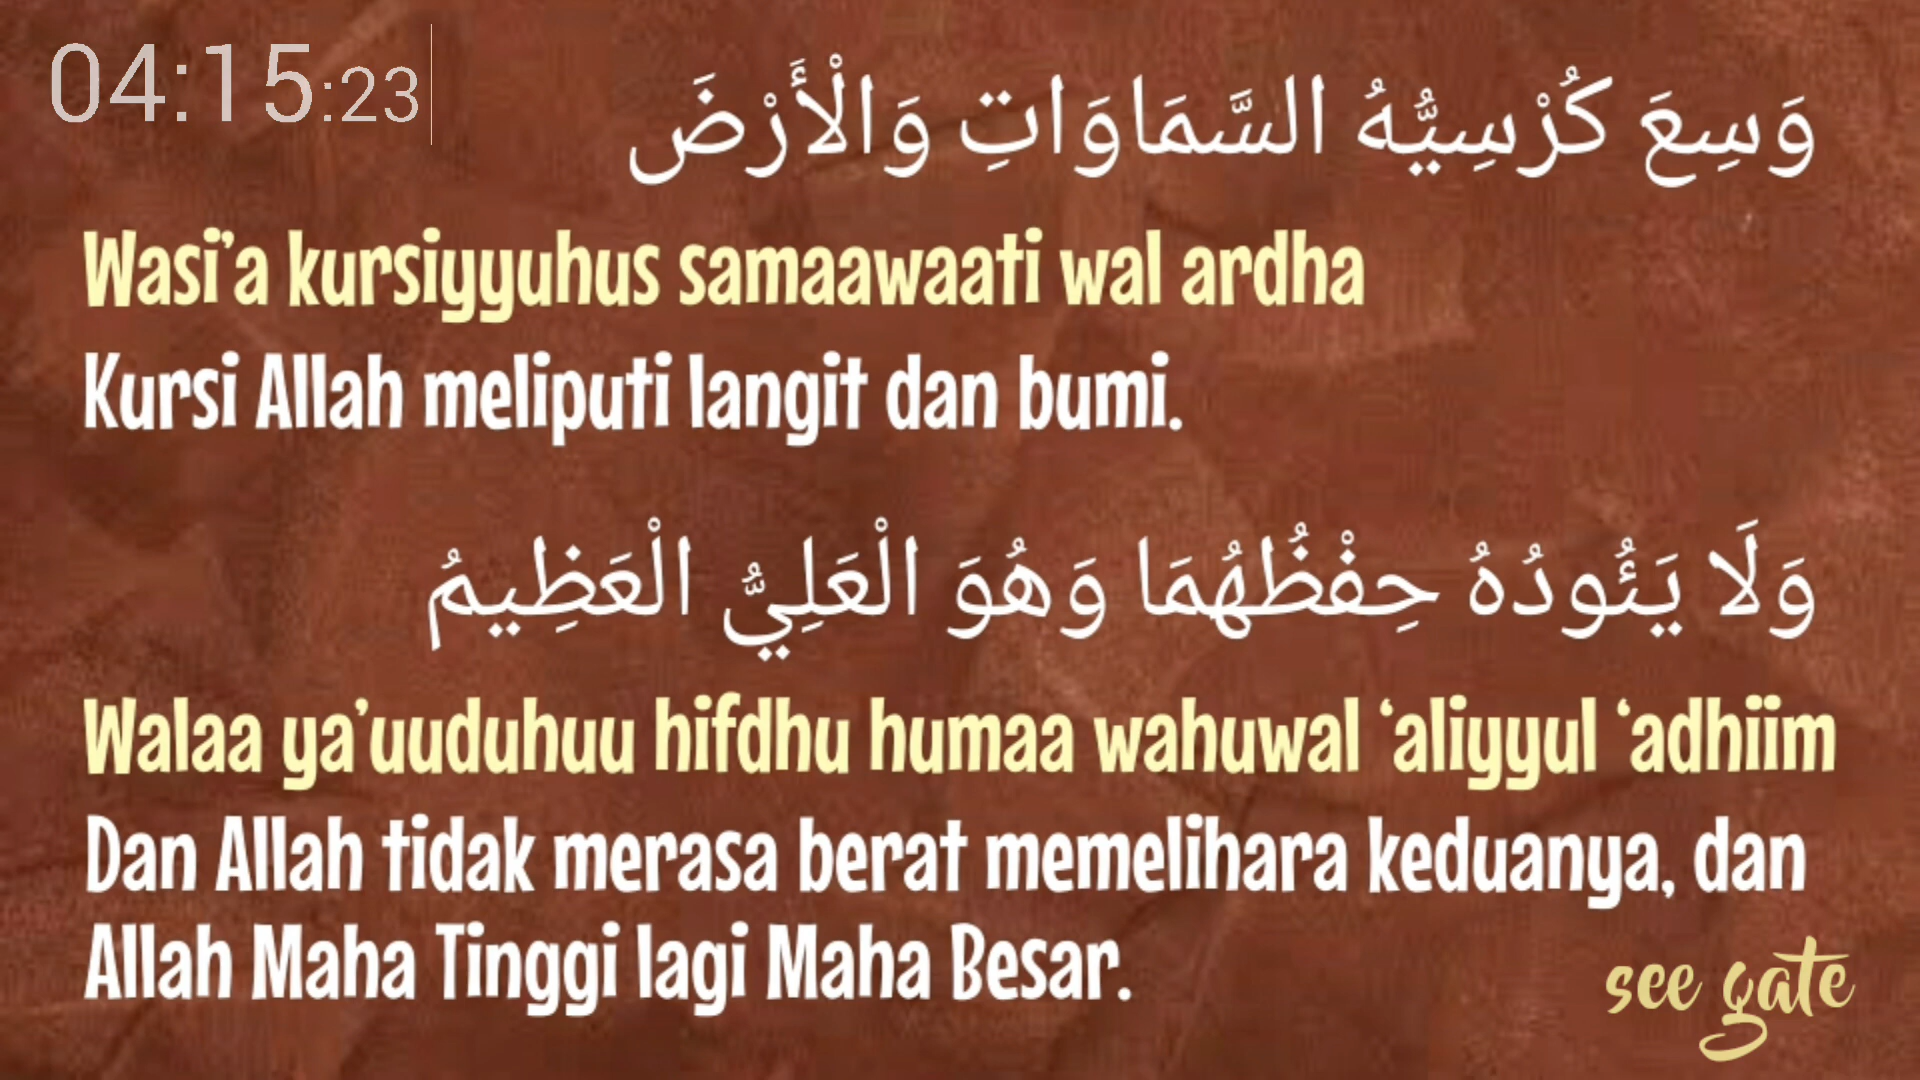 04:15:23
وَسِعَ كُرْسِيُّهُ السَّمَاوَاتِ وَالْأَرْضَ
Wasi’a kursiyyuhus samaawaati wal ardha
Kursi Allah meliputi langit dan bumi.
وَلَا يَئُودُهُ حِفْظُهُمَا وَهُوَ الْعَلِيُّ الْعَظِيمُ
Walaa ya’uuduhuu hifdhu humaa wahuwal ‘aliyyul ‘adhiim
Dan Allah tidak merasa berat memelihara keduanya, dan
Allah Maha Tinggi lagi Maha Besar.
see gate